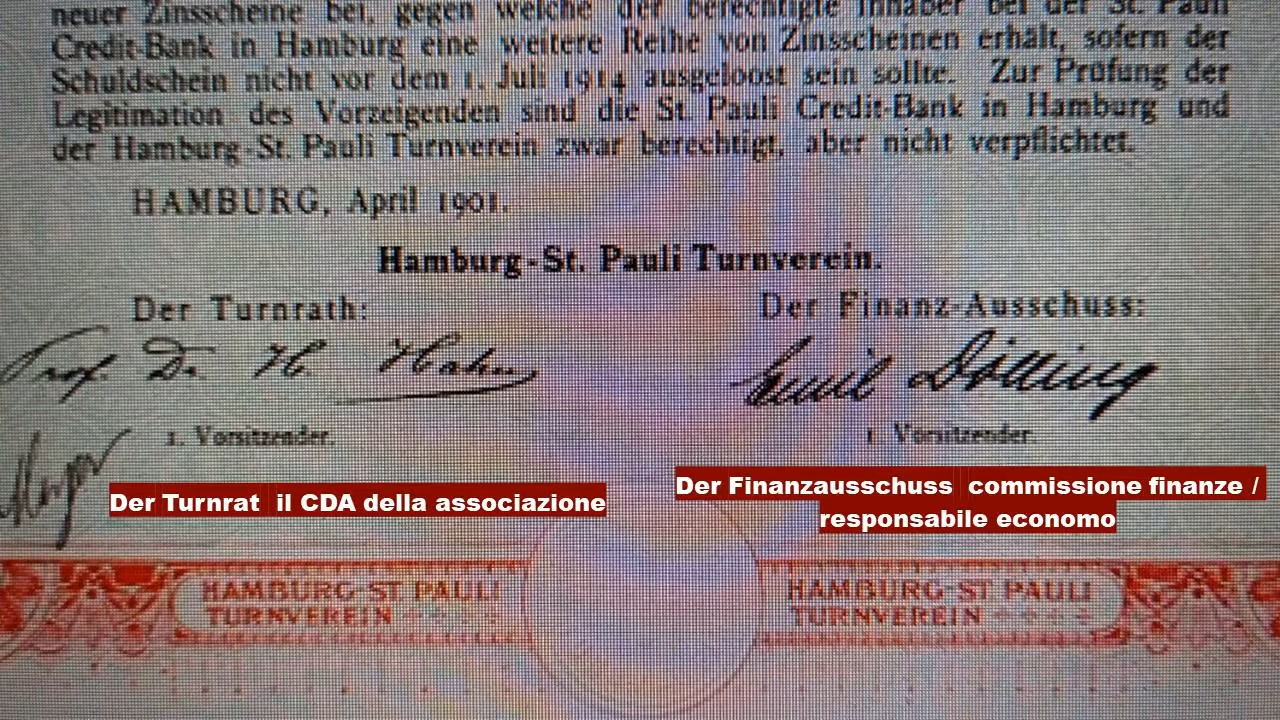 neuer Zinsscheine bei, gegen welche der berechtigte Inhaber bei der St. Pauli
Credit-Bank in Hamburg eine weitere Reihe von Zinsscheinen erhält, sofern der
Schuldschein nicht vor dem 1. Juli 1914 ausgeloost sein sollte. Zur Prüfung der
Legitimation des Vorzeigenden sind die St. Pauli Credit-Bank in Hamburg und
der Hamburg-St. Pauli Turnverein zwar berechtigt, aber nicht verpflichtet.
HAMBURG, April 1901.
Hamburg-St. Pauli Turnverein.
Der Turnrath:
Der Finanz-Ausschuss:
Prof. Dr. H. Hahn
Emil Dölling
1. Vorsitzender.
1. Vorsitzender.
Der Turnrat il CDA della associazione
Der Finanzausschuss commissione finanze /
responsabile economo
HAMBURG-ST PAULI
TURNVEREIN
HAMBURG-ST PAULI
TURNVEREIN